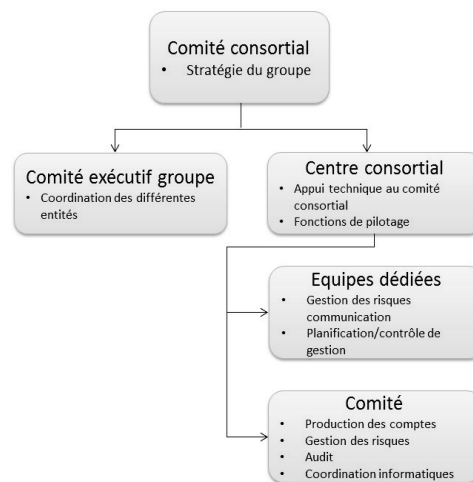 Comité consortial
• Stratégie du groupe
Comité exécutif groupe
• Coordination des différentes
entités
Centre consortial
• Appui technique au comité
consortial
• Fonctions de pilotage
Equipes dédiées
• Gestion des risques
communication
• Planification/contrôle de
gestion
Comité
• Production des comptes
• Gestion des risques
• Audit
• Coordination informatiques